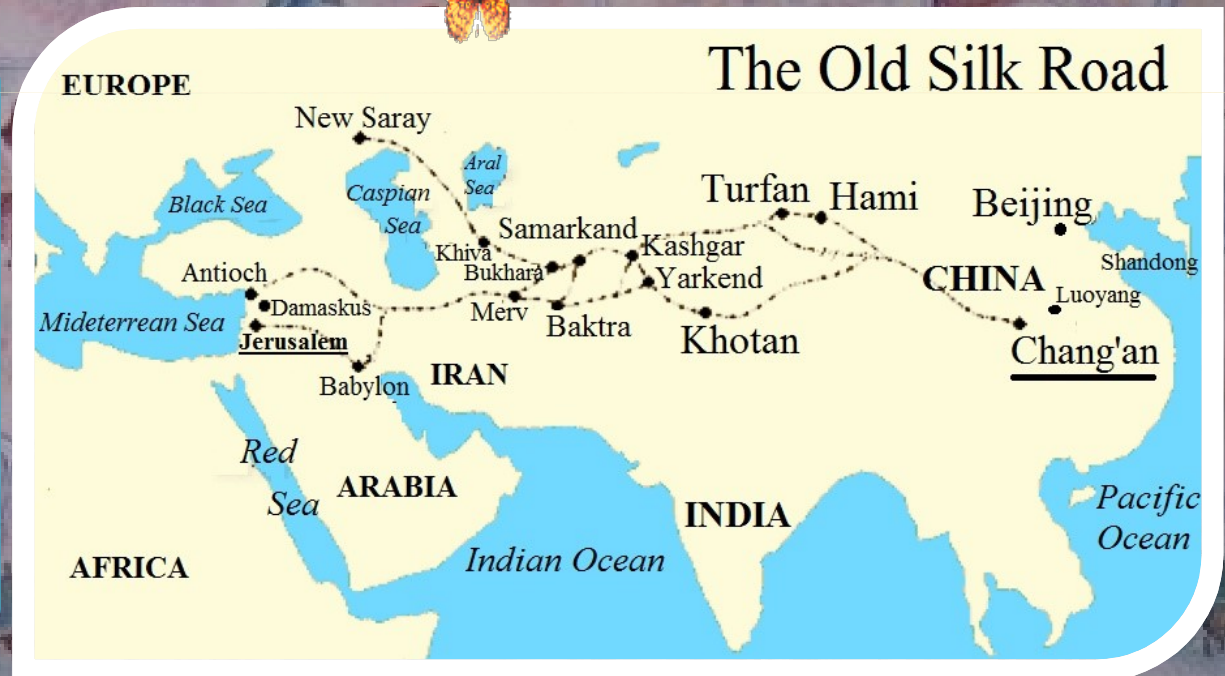 The Old Silk Road
EUROPE
New Saray
Aral
Sea
Caspian
Sea
Black Sea
Turfan
Hami
Beijing
Samarkand
Kashgar
Khiva
Bukhara
Shandong
Antioch
Yarkend
CHINA
Luoyang
Damaskus
Merv
Baktra
Mideterrean Sea
Jerusalem
Khotan
Chang'an
Babylon
IRAN
Red
Sea
ARABIA
INDIA
Pacific
Ocean
Indian Ocean
AFRICA